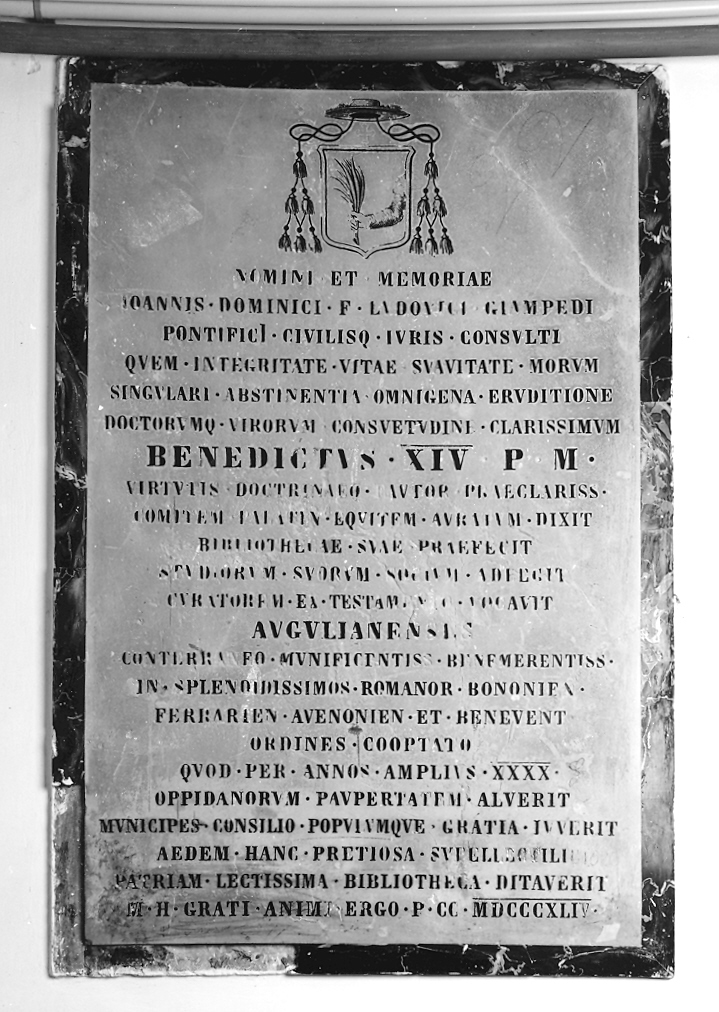 NOMINI ET MEMORIAE
IOANNIS · DOMINICI · F · LVDOVICI GIAMPEDI
PONTIFICI · CIVILISQ · IVRIS · CONSVLTI
QVEM · INTEGRITATE · VITAE SVAVITATE · MORVM
SINGVLARI · ABSTINENTIA OMNIGENA · ERVDITIONE
DOCTORVMQ · VIRORVM CONSVETVDINE · CLARISSIMVM
BENEDICTVS · XIV P M ·
VIRTVTIS DOCTRINAEQ · FAVTOR PRAECLARISS ·
COMITEM PALATIN · EQVITEM · AVRATVM · DIXIT
BIBLIOTHECAE · SVAE PRAEFECIT
STVDIORVM · SVORVM · SOCIVM · ADLEGIT
CVRATOREM · EX · TESTAMENTO · VOCAVIT
AVGVLIANENSES
CONTERRANEO · MVNIFICENTISS · BENEMERENTISS ·
IN · SPLENDIDISSIMOS · ROMANOR · BONONIEN ·
FERRARIEN · AVENONIEN · ET · BENEVENT
ORDINES · COOPTATO
QVOD · PER · ANNOS · AMPLIVS · XXXX ·
OPPIDANORVM · PAVPERTATEM · ALVERIT
MVNICIPES · CONSILIO · POPVLVMQVE · GRATIA · IVVERIT
AEDEM · HANC · PRETIOSA · SVPELLECTILI
PATRIAM · LECTISSIMA · BIBLIOTHECA · DITAVERIT
M · H · GRATI · ANIMI ERGO · P · CC · MDCCCXLIV ·